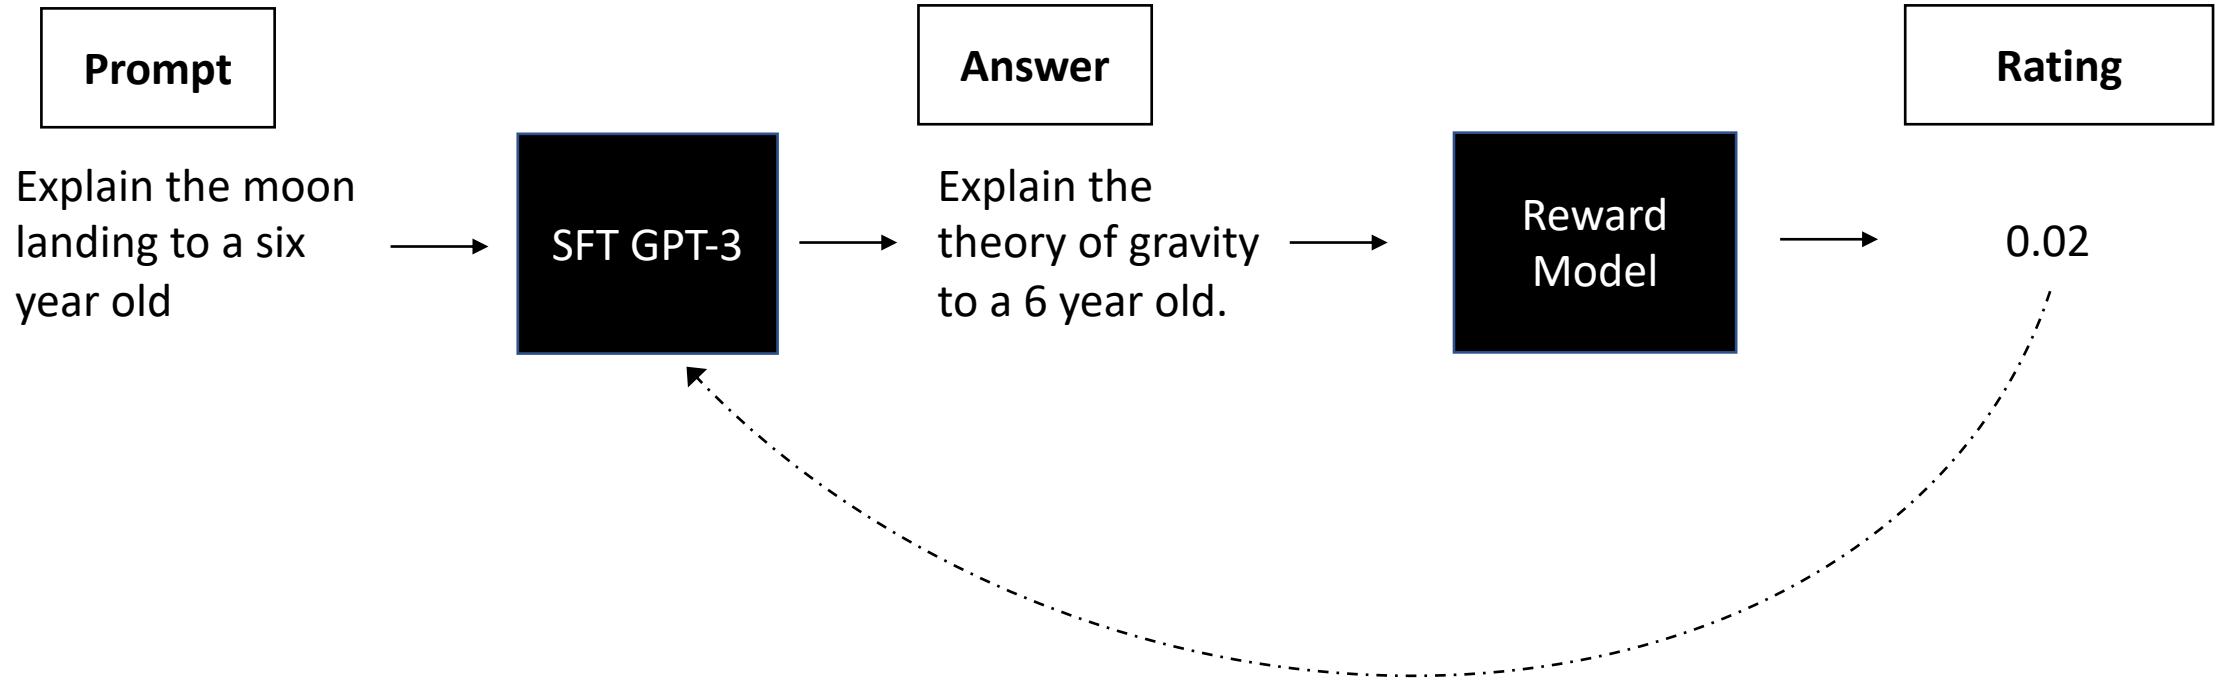 Prompt
Answer
Rating
Explain the moon
landing to a six
year old
SFT GPT-3
Explain the
theory of gravity
to a 6 year old.
Reward
Model
0.02